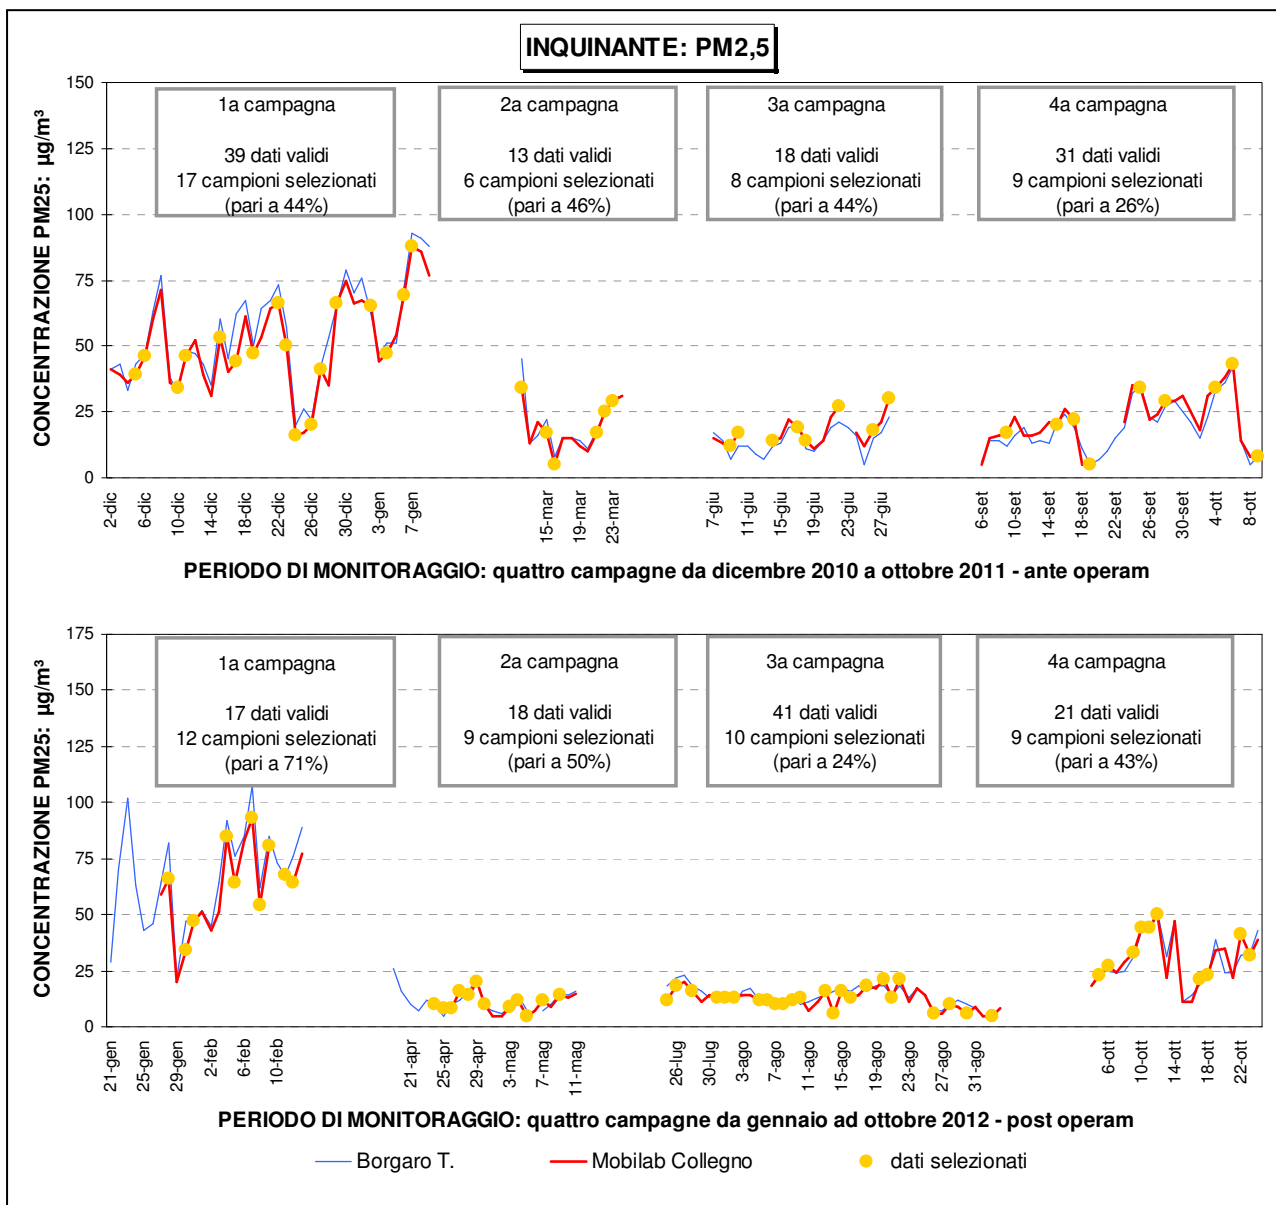 INQUINANTE: PM2,5
CONCENTRAZIONE PM25: µg/m³
150
125
100
75
50
25
0
1a campagna
39 dati validi
17 campioni selezionati
(pari a 44%)
2a campagna
13 dati validi
6 campioni selezionati
(pari a 46%)
3a campagna
18 dati validi
8 campioni selezionati
(pari a 44%)
4a campagna
31 dati validi
9 campioni selezionati
(pari a 26%)
2-dic
6-dic
10-dic
14-dic
18-dic
22-dic
26-dic
30-dic
3-gen
7-gen
15-mar
19-mar
23-mar
7-giu
11-giu
15-giu
19-giu
23-giu
27-giu
6-set
10-set
14-set
18-set
22-set
26-set
30-set
4-ott
8-ott
PERIODO DI MONITORAGGIO: quattro campagne da dicembre 2010 a ottobre 2011 - ante operam
CONCENTRAZIONE PM25: µg/m³
175
150
125
100
75
50
25
0
1a campagna
17 dati validi
12 campioni selezionati
(pari a 71%)
2a campagna
18 dati validi
9 campioni selezionati
(pari a 50%)
3a campagna
41 dati validi
10 campioni selezionati
(pari a 24%)
4a campagna
21 dati validi
9 campioni selezionati
(pari a 43%)
21-gen
25-gen
29-gen
2-feb
6-feb
10-feb
21-apr
25-apr
29-apr
3-mag
7-mag
11-mag
26-lug
30-lug
3-ago
7-ago
11-ago
15-ago
19-ago
23-ago
27-ago
31-ago
6-ott
10-ott
14-ott
18-ott
22-ott
PERIODO DI MONITORAGGIO: quattro campagne da gennaio ad ottobre 2012 - post operam
Borgaro T.
Mobilab Collegno
dati selezionati